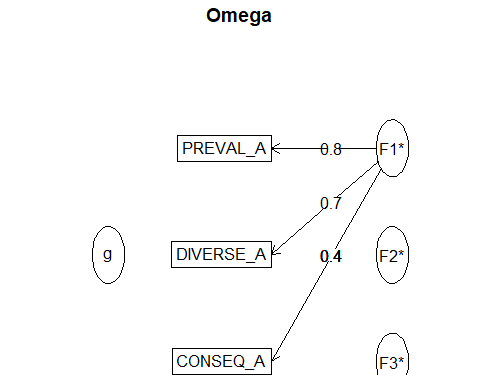 Omega
PREVAL_A
0.8
F1*
0.7
g
DIVERSE_A
0.4
F2*
CONSEQ_A
F3*